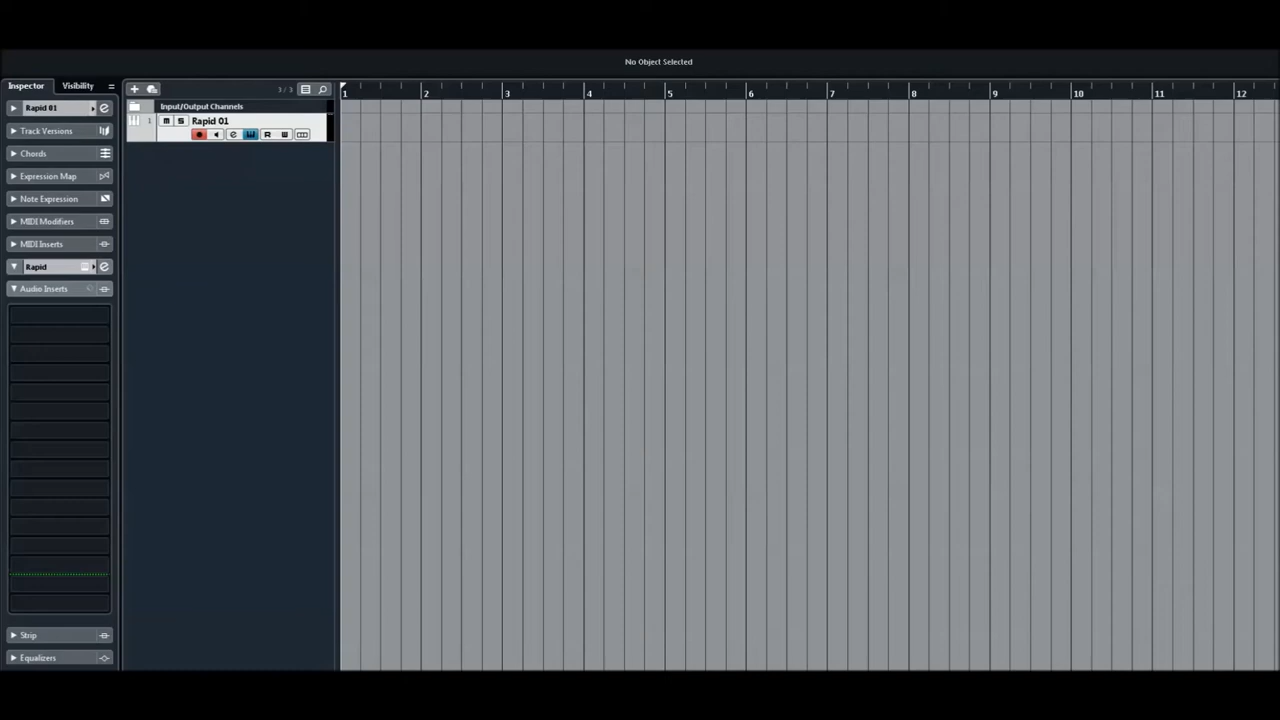 No Object Selected
Inspector Visibility
+ 3 / 3
1 2 3 4 5 6 7 8 9 10 11 12
Rapid 01
Input/Output Channels
1 m S Rapid 01
e R W
Track Versions
Chords
Expression Map
Note Expression
MIDI Modifiers
MIDI Inserts
Rapid
Audio Inserts
Strip
Equalizers